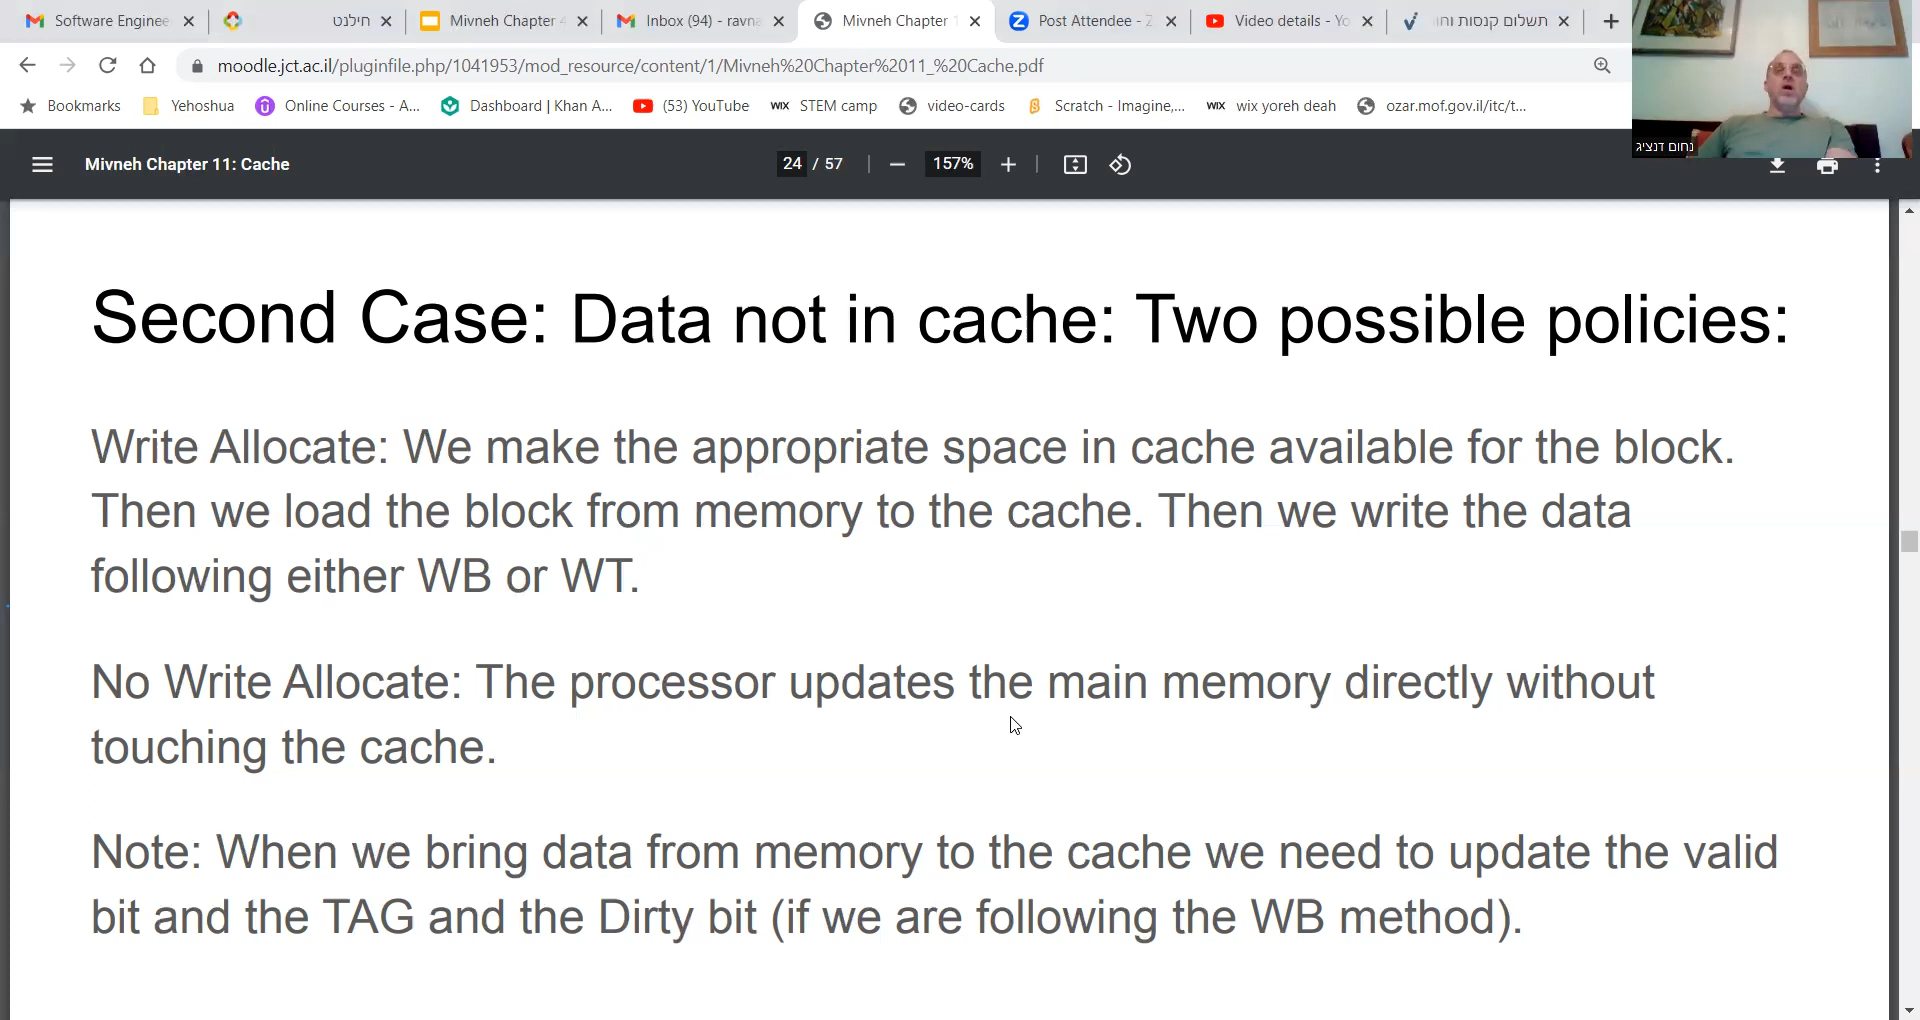 Software Enginee
חילנט
Mivneh Chapter 4
Inbox (94) - ravna
Mivneh Chapter 1
Post Attendee - Z
Video details - Yo
תשלום קנסות וחו
moodle.jct.ac.il/pluginfile.php/1041953/mod_resource/content/1/Mivneh%20Chapter%2011_%20Cache.pdf
Bookmarks
Yehoshua
Online Courses - A...
Dashboard | Khan A...
(53) YouTube
WIX STEM camp
video-cards
Scratch - Imagine,...
WIX wix yoreh deah
ozar.mof.gov.il/itc/t...
נחום דנציג
Mivneh Chapter 11: Cache
24 / 57
157%
Second Case: Data not in cache: Two possible policies:
Write Allocate: We make the appropriate space in cache available for the block.
Then we load the block from memory to the cache. Then we write the data
following either WB or WT.
No Write Allocate: The processor updates the main memory directly without
touching the cache.
Note: When we bring data from memory to the cache we need to update the valid
bit and the TAG and the Dirty bit (if we are following the WB method).